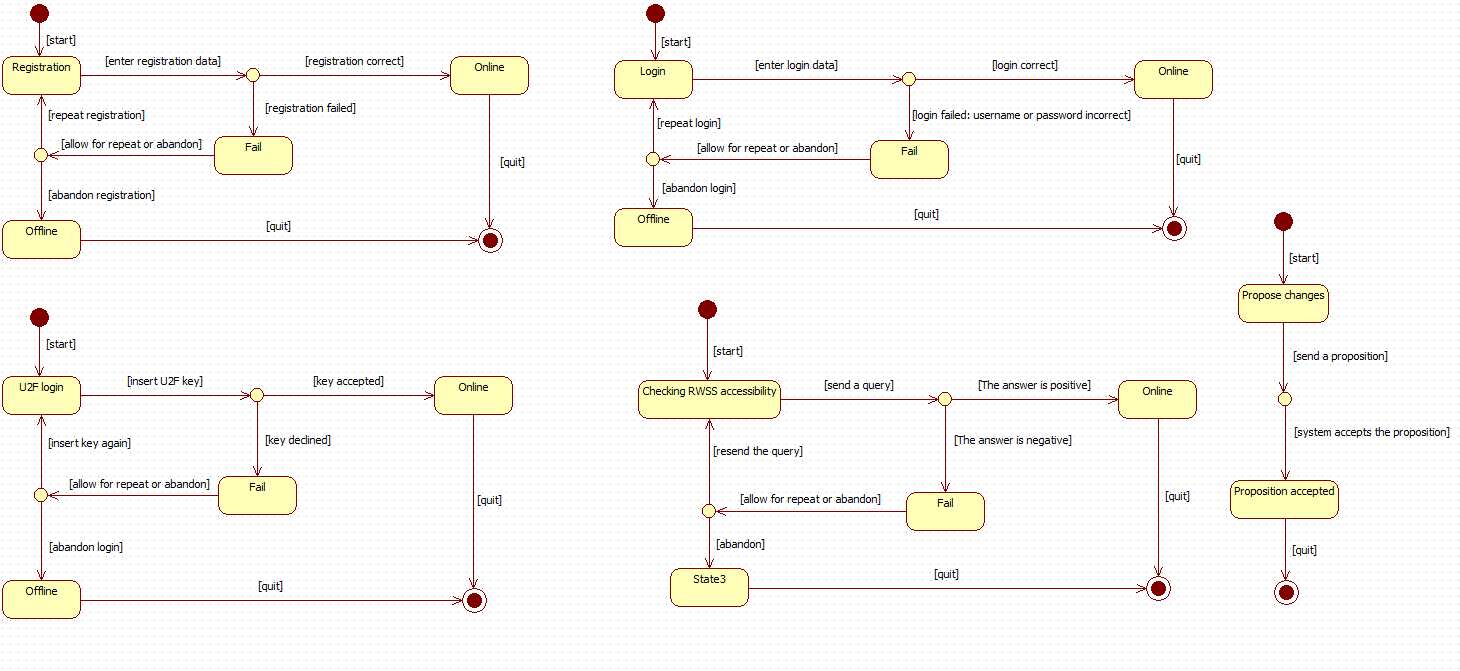 [start]
Registration
[enter registration data]
[registration correct]
Online
[registration failed]
[repeat registration]
[allow for repeat or abandon]
Fail
[quit]
[abandon registration]
Offline
[quit]
[start]
Login
[enter login data]
[login correct]
Online
[login failed: username or password incorrect]
[repeat login]
[allow for repeat or abandon]
Fail
[quit]
[abandon login]
Offline
[quit]
[start]
U2F login
[insert U2F key]
[key accepted]
Online
[key declined]
[insert key again]
[allow for repeat or abandon]
Fail
[quit]
[abandon login]
Offline
[quit]
[start]
Checking RWSS accessibility
[send a query]
[The answer is positive]
Online
[The answer is negative]
[resend the query]
[allow for repeat or abandon]
Fail
[quit]
[abandon]
State3
[quit]
[start]
Propose changes
[send a proposition]
[system accepts the proposition]
Proposition accepted
[quit]